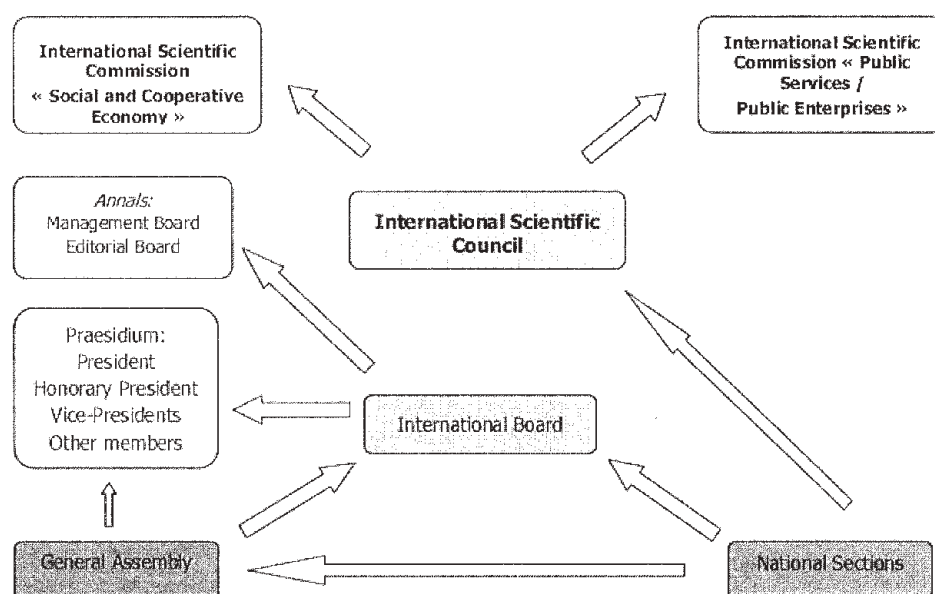 International Scientific
Commission
« Social and Cooperative
Economy »
International Scientific
Commission « Public
Services /
Public Enterprises »
Annals:
Management Board
Editorial Board
International Scientific
Council
Praesidium:
President
Honorary President
Vice-Presidents
Other members
International Board
General Assembly
National Sections